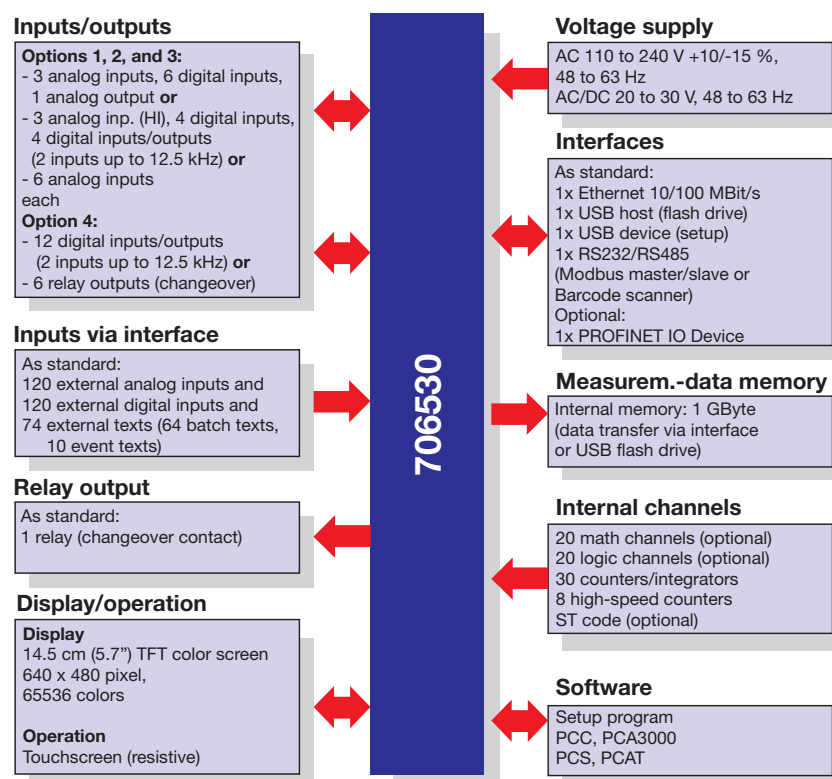 Inputs/outputs
Options 1, 2, and 3:
- 3 analog inputs, 6 digital inputs,
1 analog output or
- 3 analog inp. (HI), 4 digital inputs,
4 digital inputs/outputs
(2 inputs up to 12.5 kHz) or
- 6 analog inputs
each
Option 4:
- 12 digital inputs/outputs
(2 inputs up to 12.5 kHz) or
- 6 relay outputs (changeover)
Inputs via interface
As standard:
120 external analog inputs and
120 external digital inputs and
74 external texts (64 batch texts,
10 event texts)
Relay output
As standard:
1 relay (changeover contact)
Display/operation
Display
14.5 cm (5.7”) TFT color screen
640 x 480 pixel,
65536 colors
Operation
Touchscreen (resistive)
706530
Voltage supply
AC 110 to 240 V +10/-15 %,
48 to 63 Hz
AC/DC 20 to 30 V, 48 to 63 Hz
Interfaces
As standard:
1x Ethernet 10/100 MBit/s
1x USB host (flash drive)
1x USB device (setup)
1x RS232/RS485
(Modbus master/slave or
Barcode scanner)
Optional:
1x PROFINET IO Device
Measurem.-data memory
Internal memory: 1 GByte
(data transfer via interface
or USB flash drive)
Internal channels
20 math channels (optional)
20 logic channels (optional)
30 counters/integrators
8 high-speed counters
ST code (optional)
Software
Setup program
PCC, PCA3000
PCS, PCAT